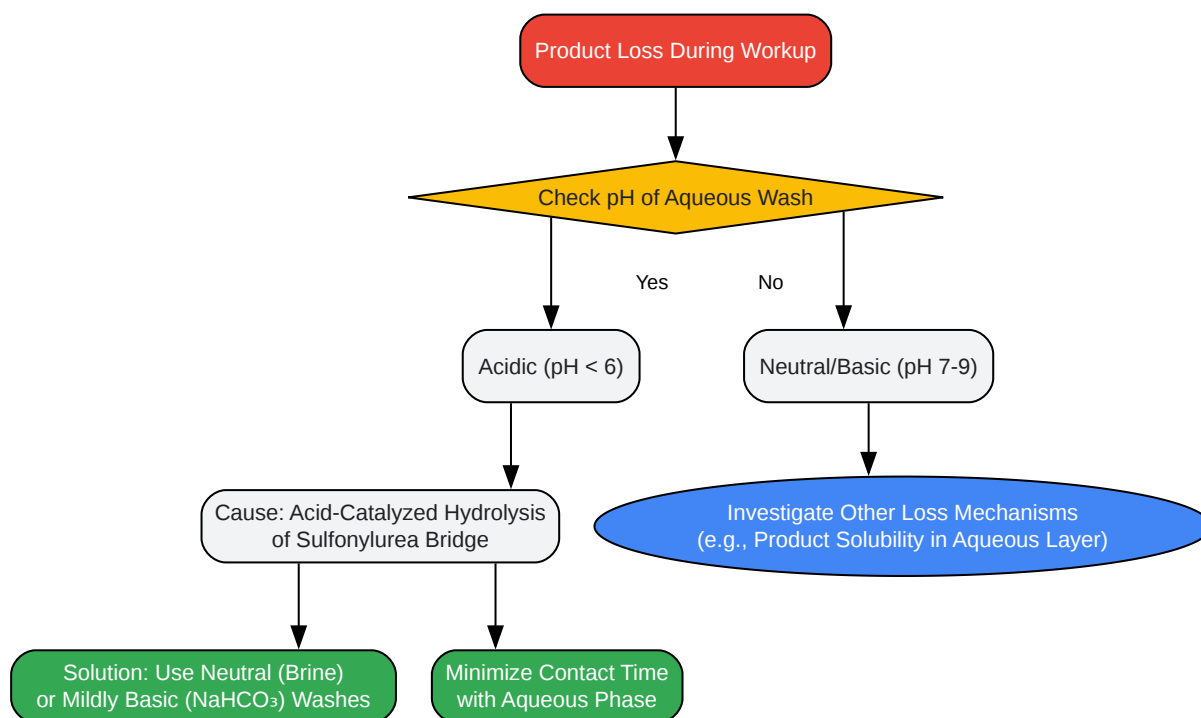 Product Loss During Workup
Check pH of Aqueous Wash
Yes
No
Acidic (pH < 6)
Neutral/Basic (pH 7-9)
Cause: Acid-Catalyzed Hydrolysis
of Sulfonylurea Bridge
Investigate Other Loss Mechanisms
(e.g., Product Solubility in Aqueous Layer)
Solution: Use Neutral (Brine)
or Mildly Basic (NaHCO₃) Washes
Minimize Contact Time
with Aqueous Phase